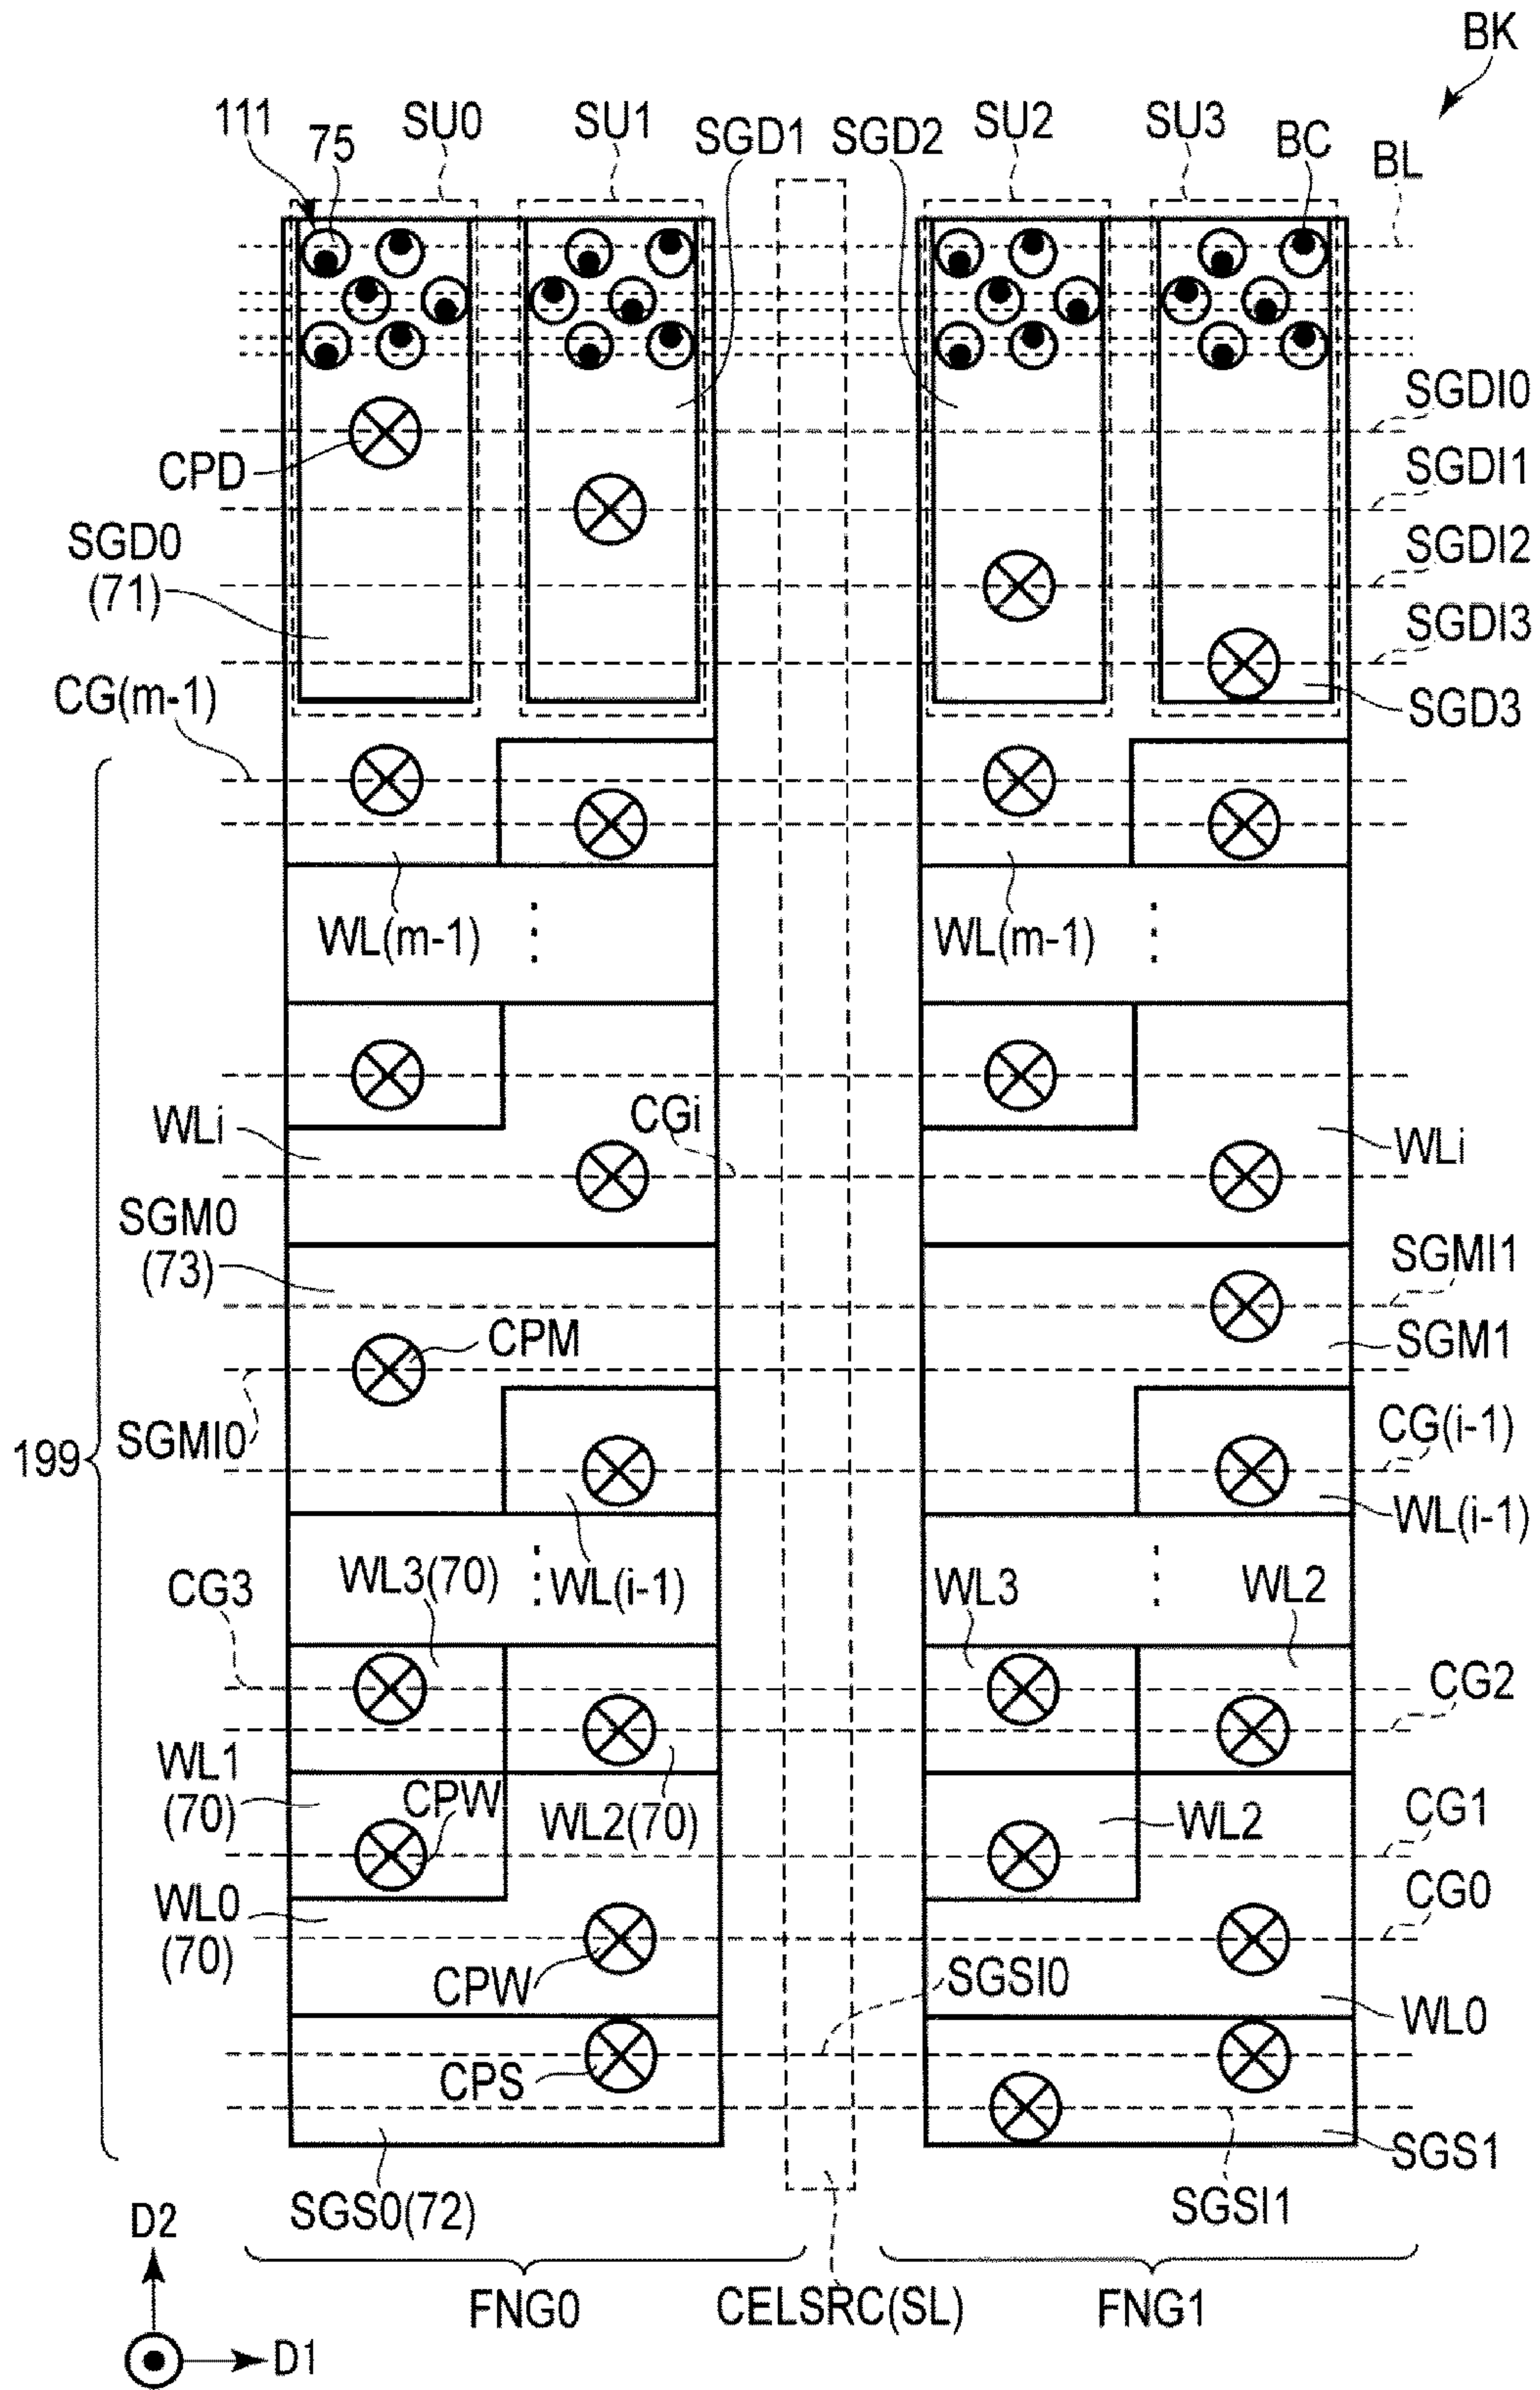 BK
111
75
SU0
SU1
SGD1
SGD2
SU2
SU3
BC
BL
SGDI0
CPD
SGDI1
SGD0
(71)
SGDI2
SGDI3
CG(m-1)
SGD3
WL(m-1)
WL(m-1)
⋮
⋮
WLi
CGi
WLi
SGM0
(73)
SGMI1
CPM
SGM1
SGMI0
CG(i-1)
199
WL(i-1)
CG3
WL3(70)
⋮
WL(i-1)
WL3
⋮
WL2
CG2
WL1
(70)
CPW
WL2(70)
WL2
CG1
WL0
(70)
CG0
CPW
SGSI0
WL0
CPS
SGS1
SGS0(72)
SGSI1
D2
FNG0
CELSRC(SL)
FNG1
D1